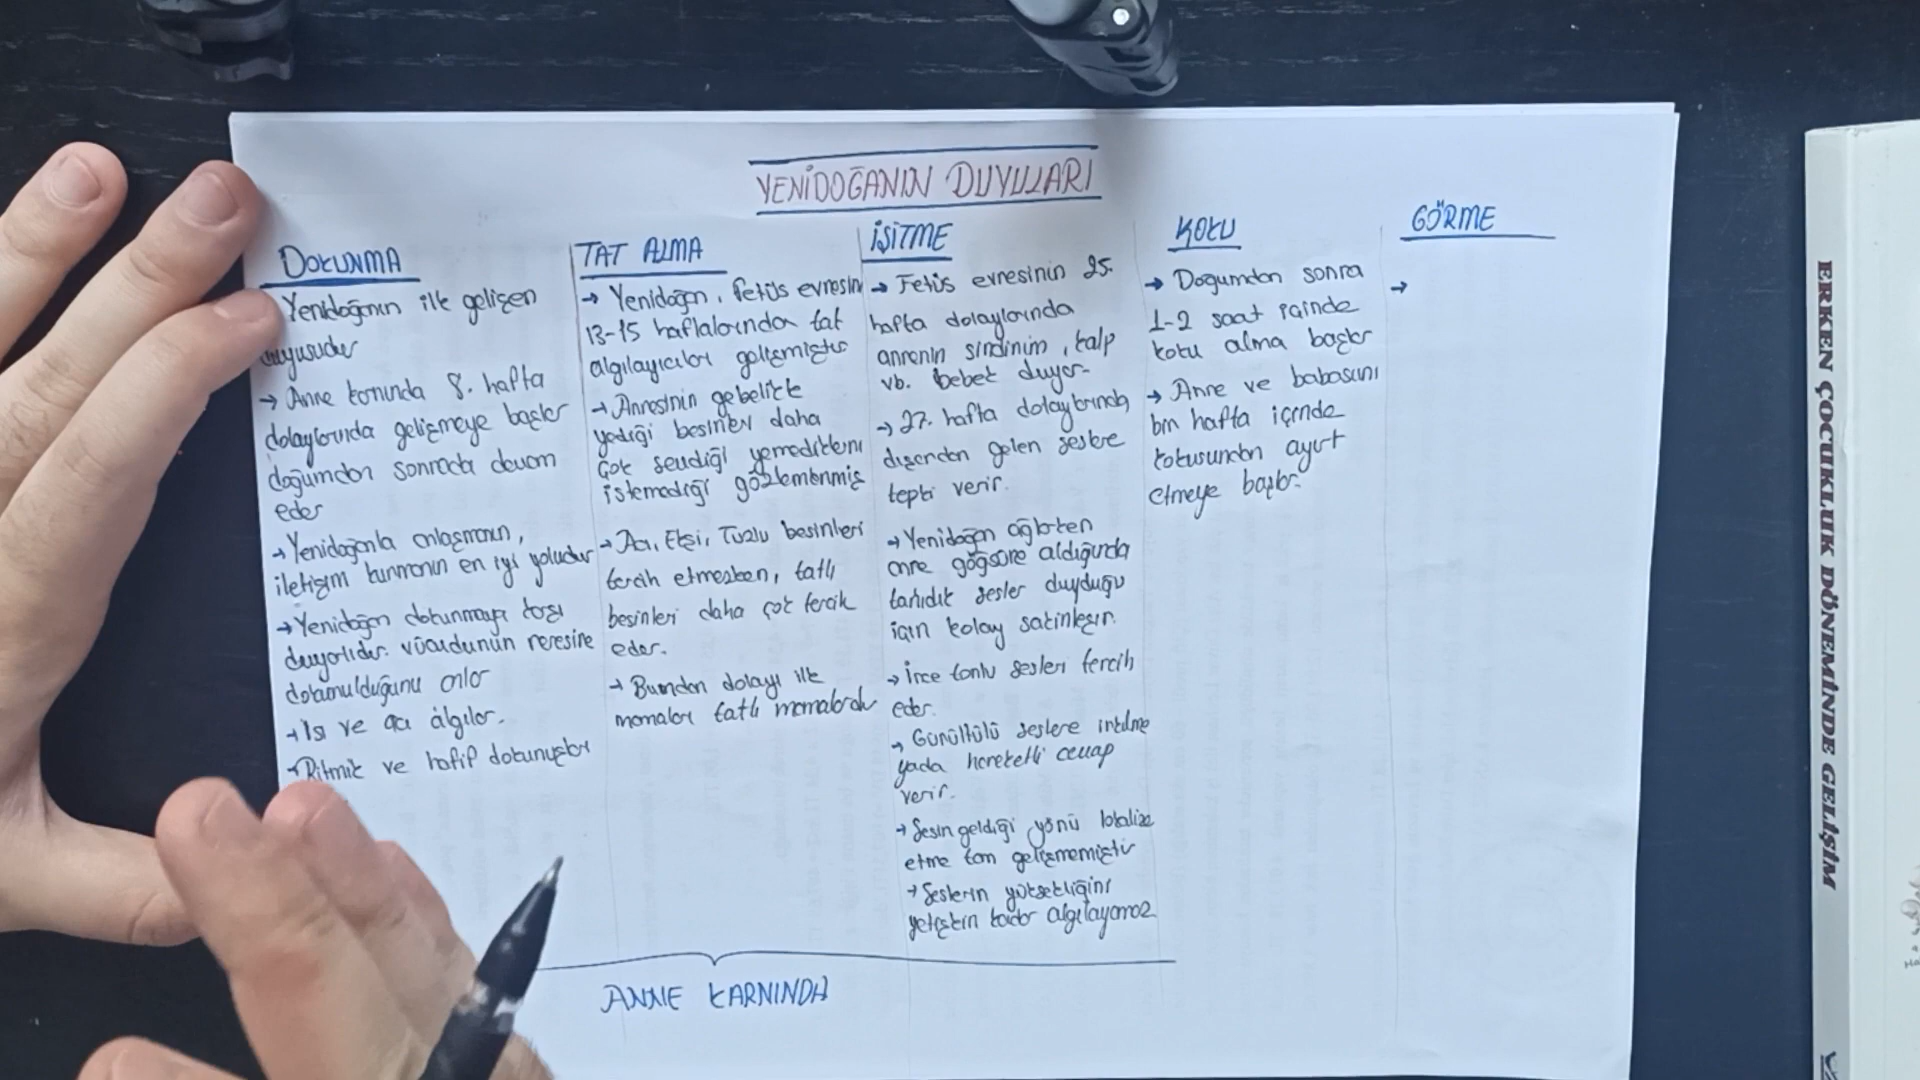 YENİDOĞANIN DUYULARI
DOKUNMA
Yenidoğanın ilk gelişen
duyusudur
→ Anne karnında 8. hafta
dolaylarında gelişmeye başlar
doğumdan sonrada devam
eder
→ Yenidoğanla anlaşmanın,
iletişim kurmanın en iyi yoludur
→ Yenidoğan dokunmaya karşı
duyarlıdır. vücudunun neresine
dokunulduğunu anlar
→ Isı ve acı algılar.
→ Ritmik ve hafif dokunuşlar
TAT ALMA
→ Yenidoğan, fetüs evresin
13-15 haftalarında tat
algılayıcıları gelişmiştir
→ Annesinin gebelikte
yediği besinleri daha
çok sevdiği yemediklerini
istemediği gözlemlenmiş
→ Acı, Ekşi, Tuzlu besinleri
tercih etmezken, tatlı
besinleri daha çok tercih
eder.
→ Bundan dolayı ilk
mamaları tatlı mamalardır
İŞİTME
→ Fetüs evresinin 25.
hafta dolaylarında
annenin sindirim, kalp
vb. bebek duyar.
→ 27. hafta dolaylarında
dışarıdan gelen seslere
tepki verir.
→ Yenidoğan ağlarken
anne göğsüne aldığında
tanıdık sesler duyduğu
için kolay sakinleşir.
→ İnce tonlu sesleri tercih
eder.
→ Gürültülü seslere irkilme
yada hareketli cevap
verir.
→ Sesin geldiği yönü lokalize
etme tam gelişmemiştir
→ Seslerin yüksekliğini
yetişkin kadar algılayamaz
KOKU
→ Doğumdan sonra
1-2 saat içinde
koku alma başlar
→ Anne ve babasını
bir hafta içinde
kokusundan ayırt
etmeye başlar.
GÖRME
→
ANNE KARNINDA
ERKEN ÇOCUKLUK DÖNEMİNDE GELİŞİM